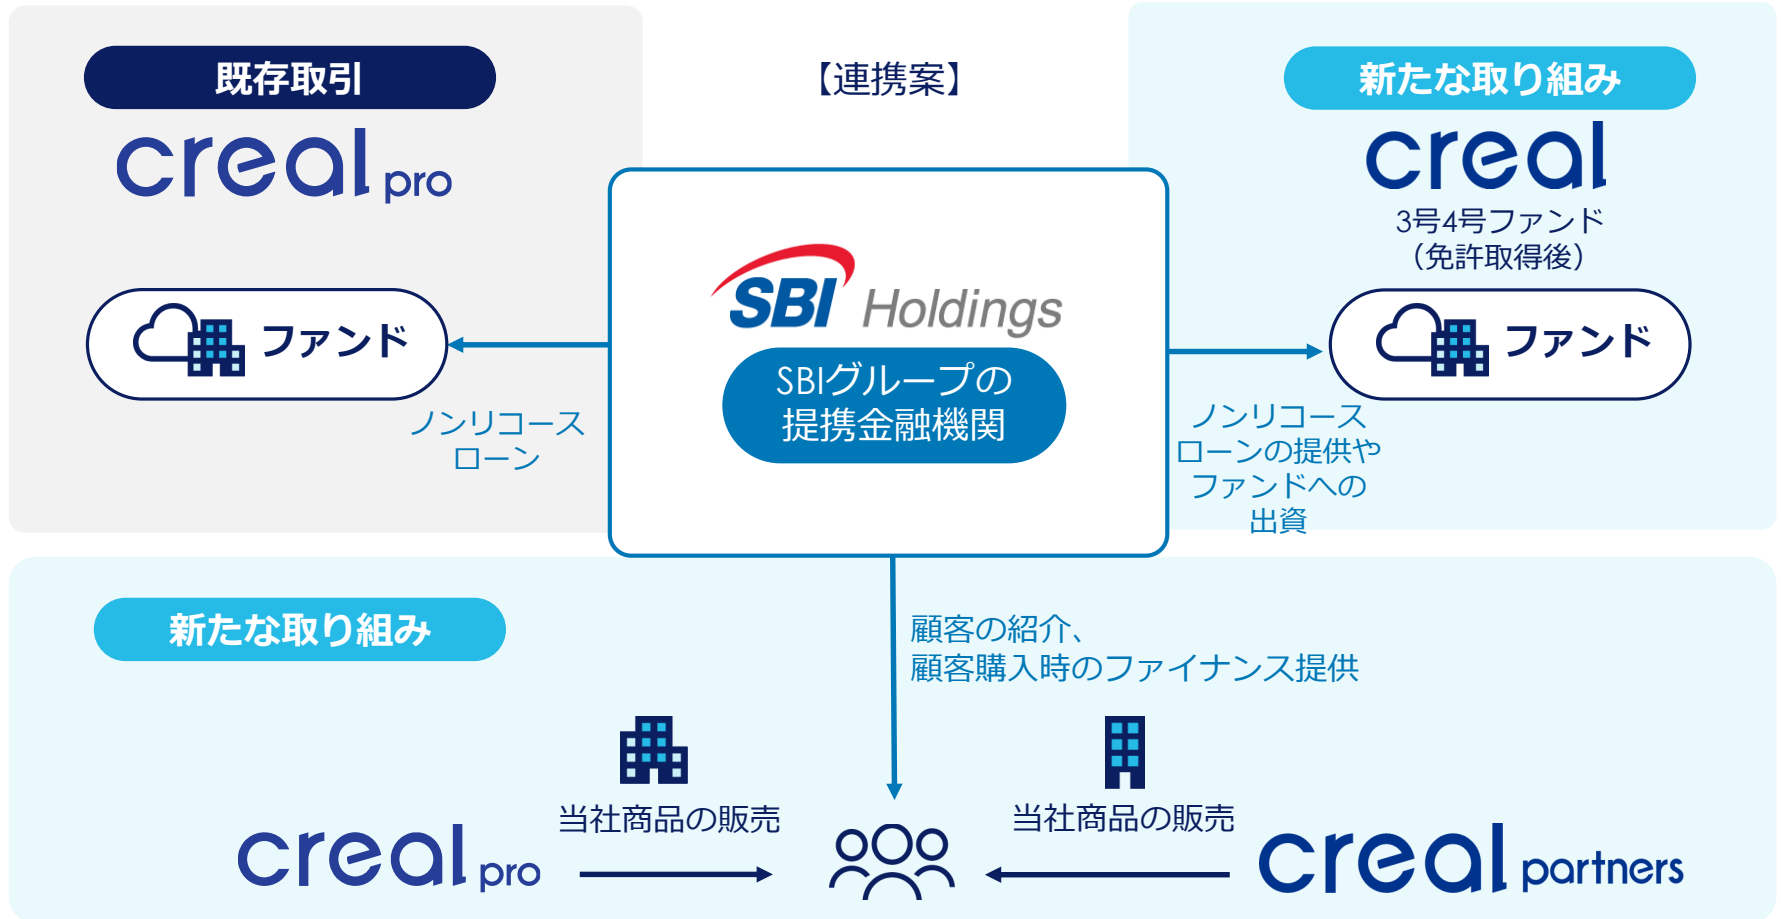 【連携案】
既存取引
creal pro
ファンド
ノンリコース
ローン
SBI Holdings
SBIグループの
提携金融機関
新たな取り組み
creal
3号4号ファンド
（免許取得後）
ファンド
ノンリコース
ローンの提供や
ファンドへの
出資
新たな取り組み
顧客の紹介、
顧客購入時のファイナンス提供
当社商品の販売
当社商品の販売
creal pro
creal partners